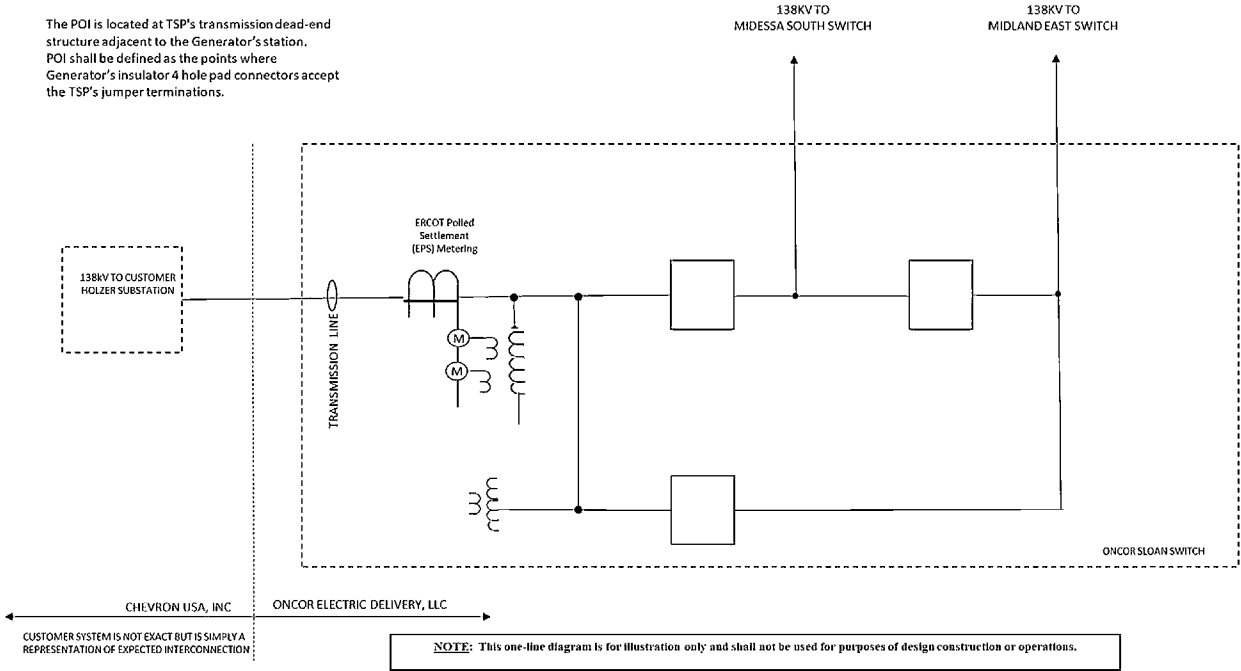 The POI is located at TSP's transmission dead-end
structure adjacent to the Generator's station.
POI shall be defined as the points where
Generator's insulator 4 hole pad connectors accept
the TSP's jumper terminations.
138KV TO
MIDESSA SOUTH SWITCH
138KV TO
MIDLAND EAST SWITCH
ERCOT Polled
Settlement
(EPS) Metering
138kV TO CUSTOMER
HOLZER SUBSTATION
TRANSMISSION LINE
M
M
ONCOR SLOAN SWITCH
CHEVRON USA, INC
ONCOR ELECTRIC DELIVERY, LLC
CUSTOMER SYSTEM IS NOT EXACT BUT IS SIMPLY A
REPRESENTATION OF EXPECTED INTERCONNECTION
NOTE: This one-line diagram is for illustration only and shall not be used for purposes of design construction or operations.